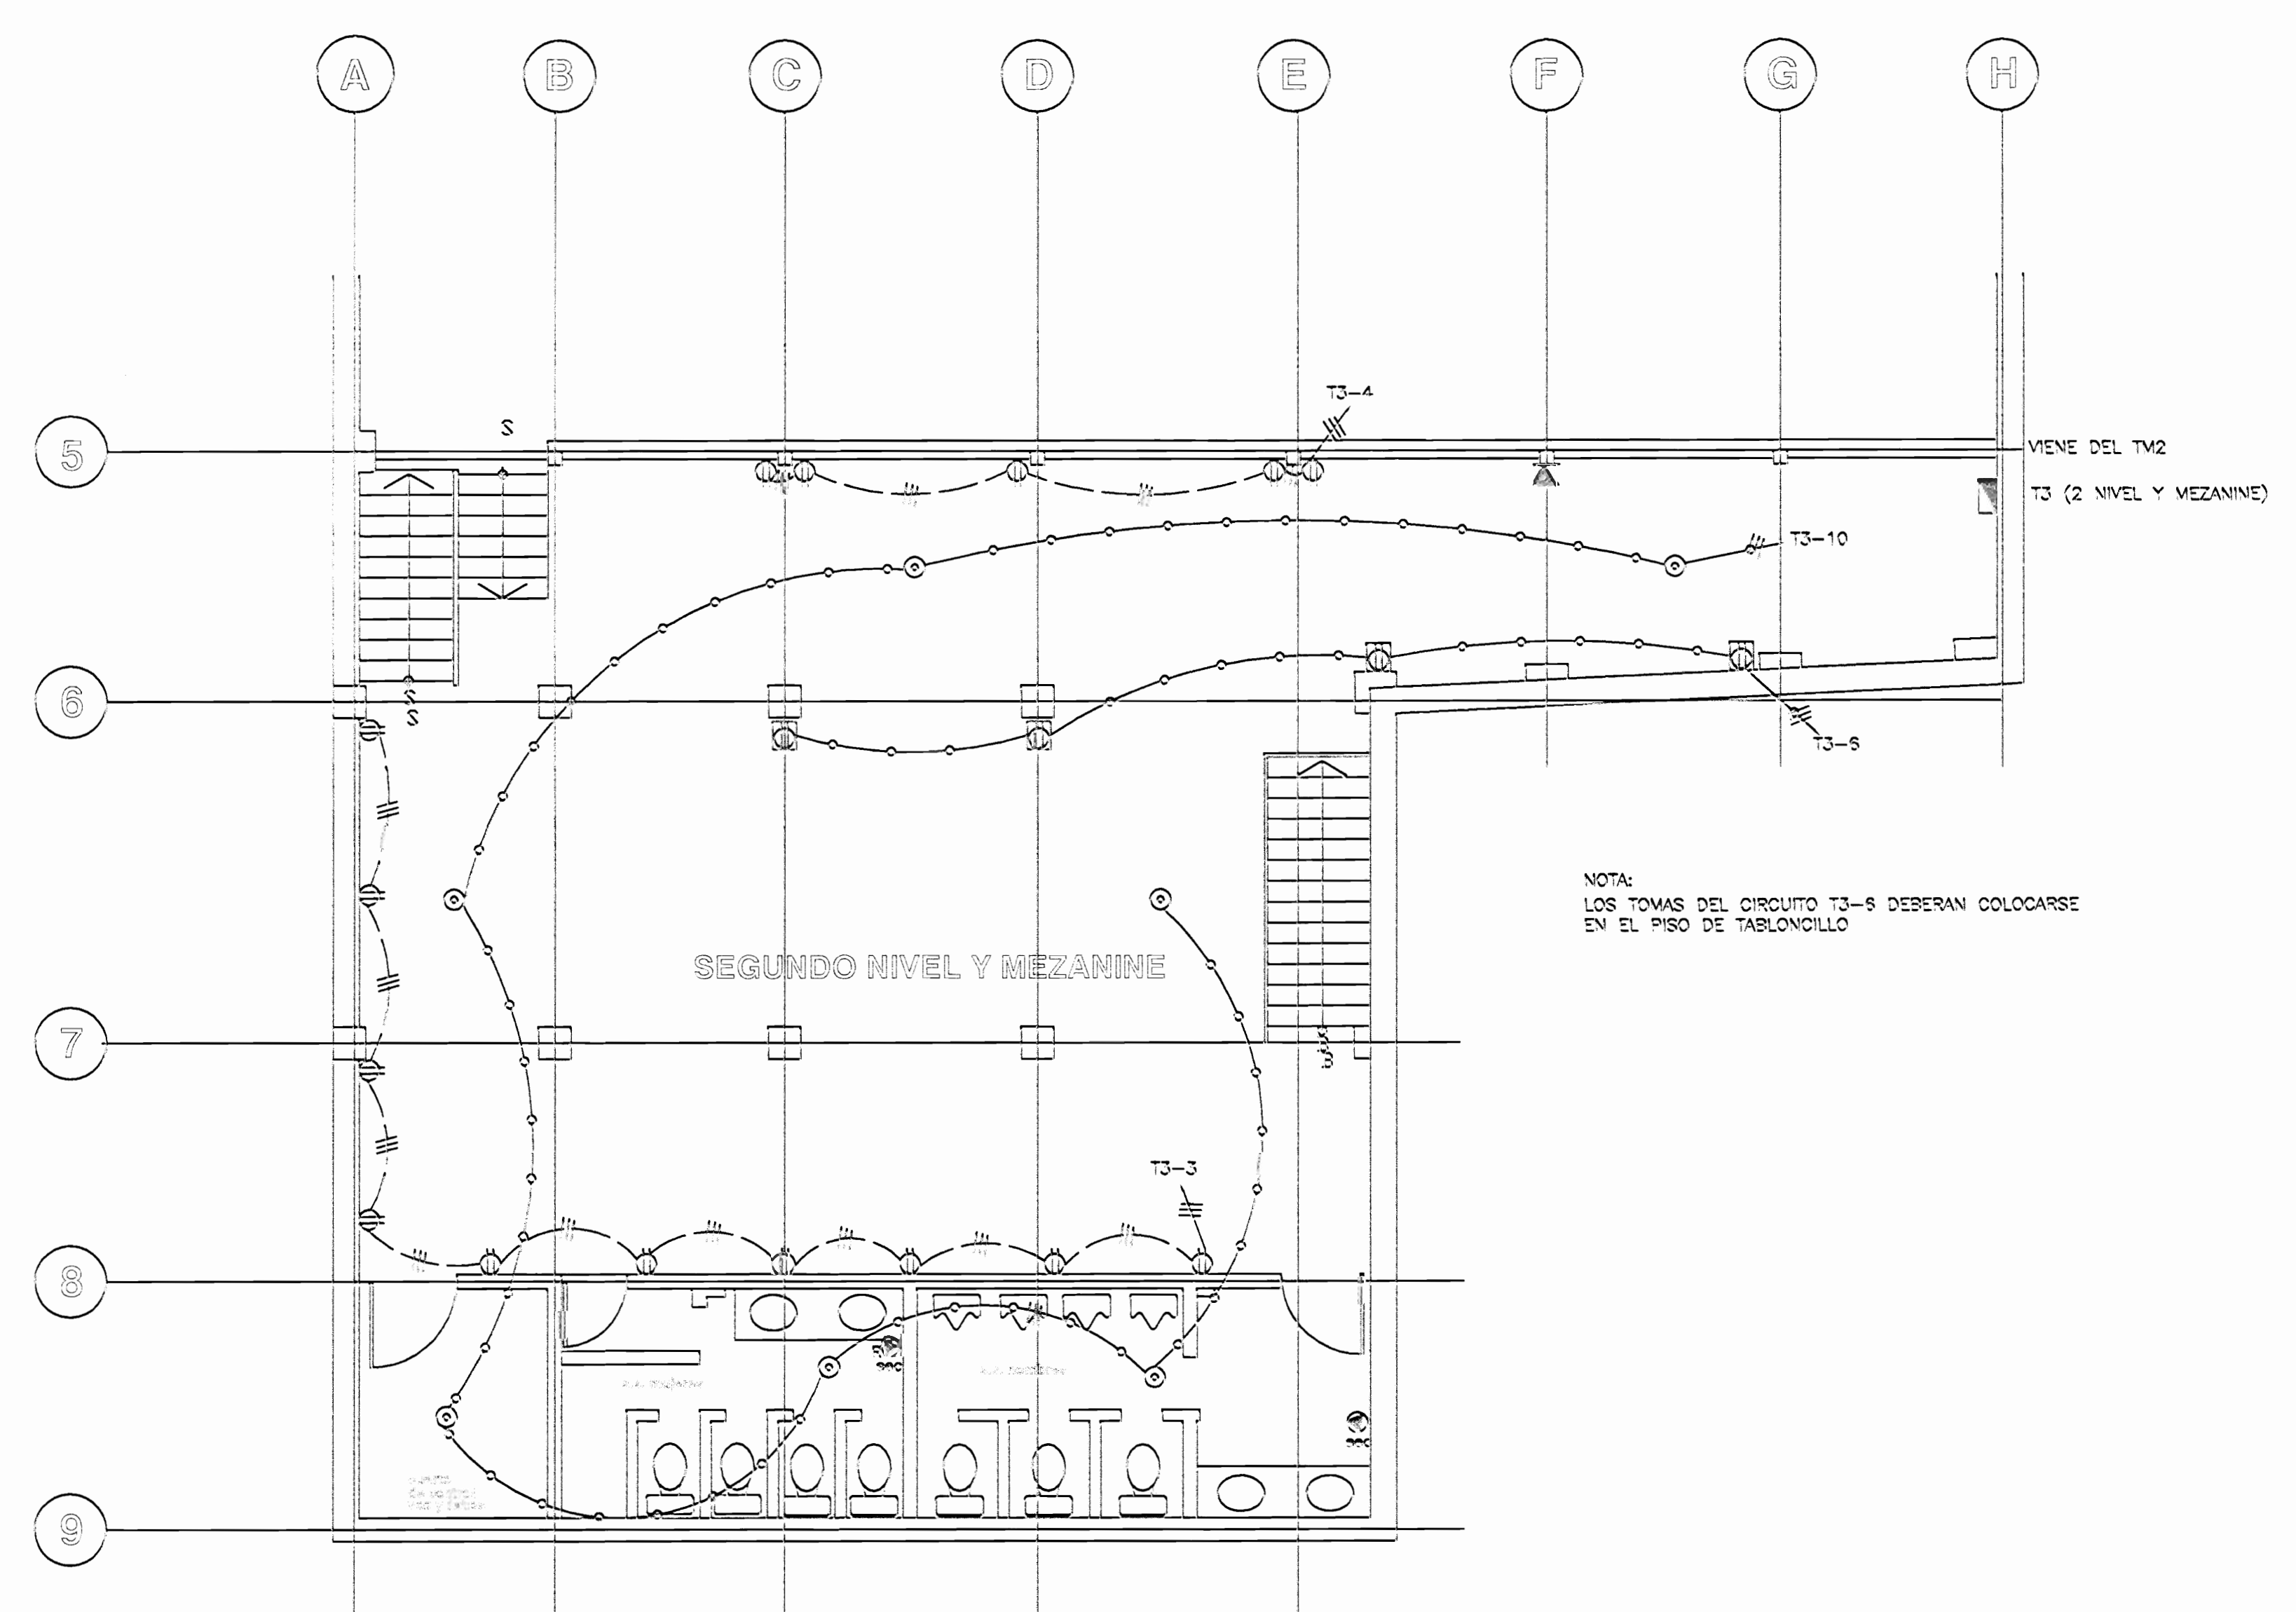 A B C D E F G H
T3-4
5
S
VIENE DEL TM2
T3 (2 NIVEL Y MEZANINE)
T3-10
6
S
S
T3-6
NOTA:
LOS TOMAS DEL CIRCUITO T3-6 DEBERAN COLOCARSE
EN EL PISO DE TABLONCILLO
SEGUNDO NIVEL Y MEZANINE
7
T3-3
8
9